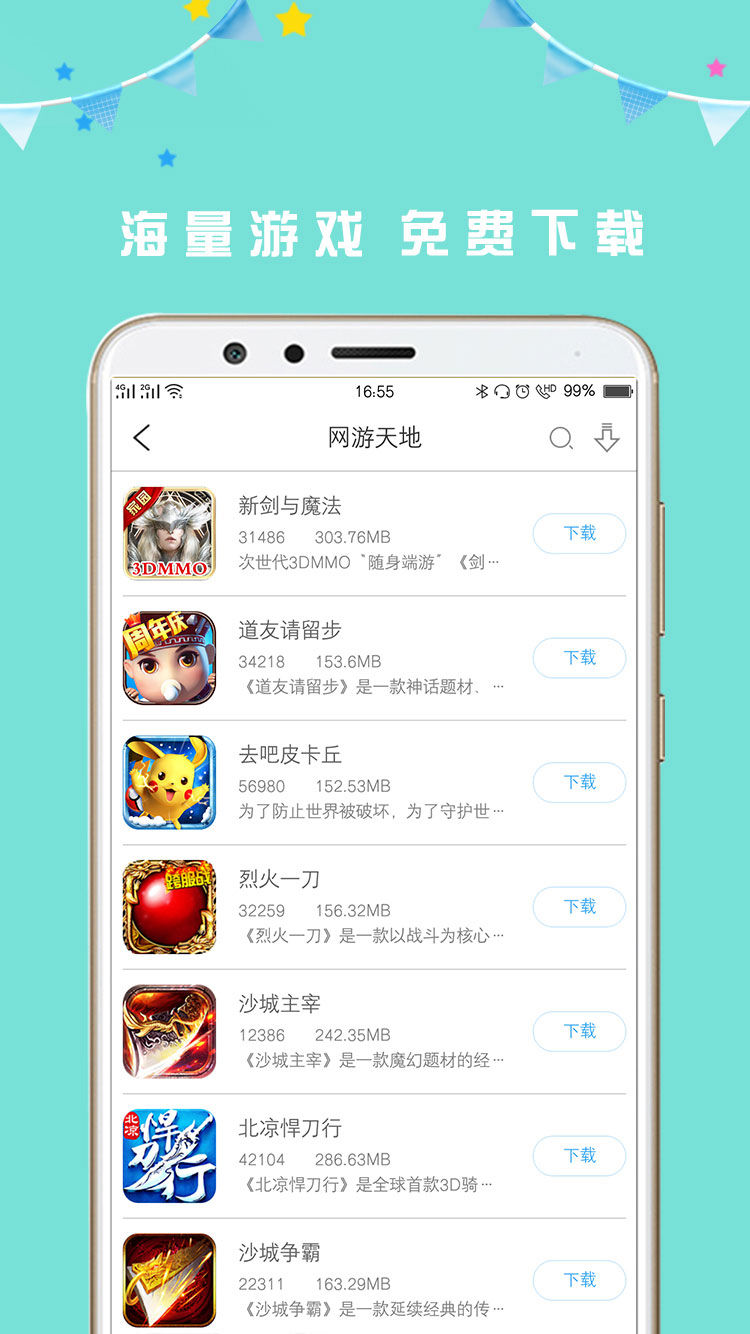 海量游戏 免费下载
4G 2G 16:55 HD 99%
网游天地
家园
3DMMO
新剑与魔法
31486 303.76MB
次世代3DMMO〝随身端游〞《剑…
下载
周年庆
道友请留步
34218 153.6MB
《道友请留步》是一款神话题材、…
下载
去吧皮卡丘
56980 152.53MB
为了防止世界被破坏，为了守护世…
下载
跨服战
烈火一刀
32259 156.32MB
《烈火一刀》是一款以战斗为核心…
下载
沙城主宰
12386 242.35MB
《沙城主宰》是一款魔幻题材的经…
下载
北凉
悍刀行
北凉悍刀行
42104 286.63MB
《北凉悍刀行》是全球首款3D骑…
下载
沙城争霸
22311 163.29MB
《沙城争霸》是一款延续经典的传…
下载